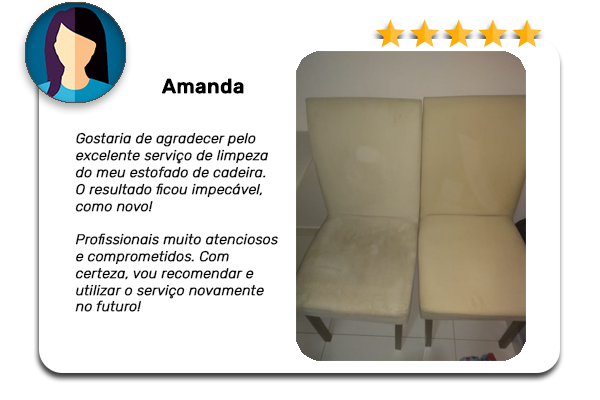 Amanda
Gostaria de agradecer pelo
excelente serviço de limpeza
do meu estofado de cadeira.
O resultado ficou impecável,
como novo!
Profissionais muito atenciosos
e comprometidos. Com
certeza, vou recomendar e
utilizar o serviço novamente
no futuro!